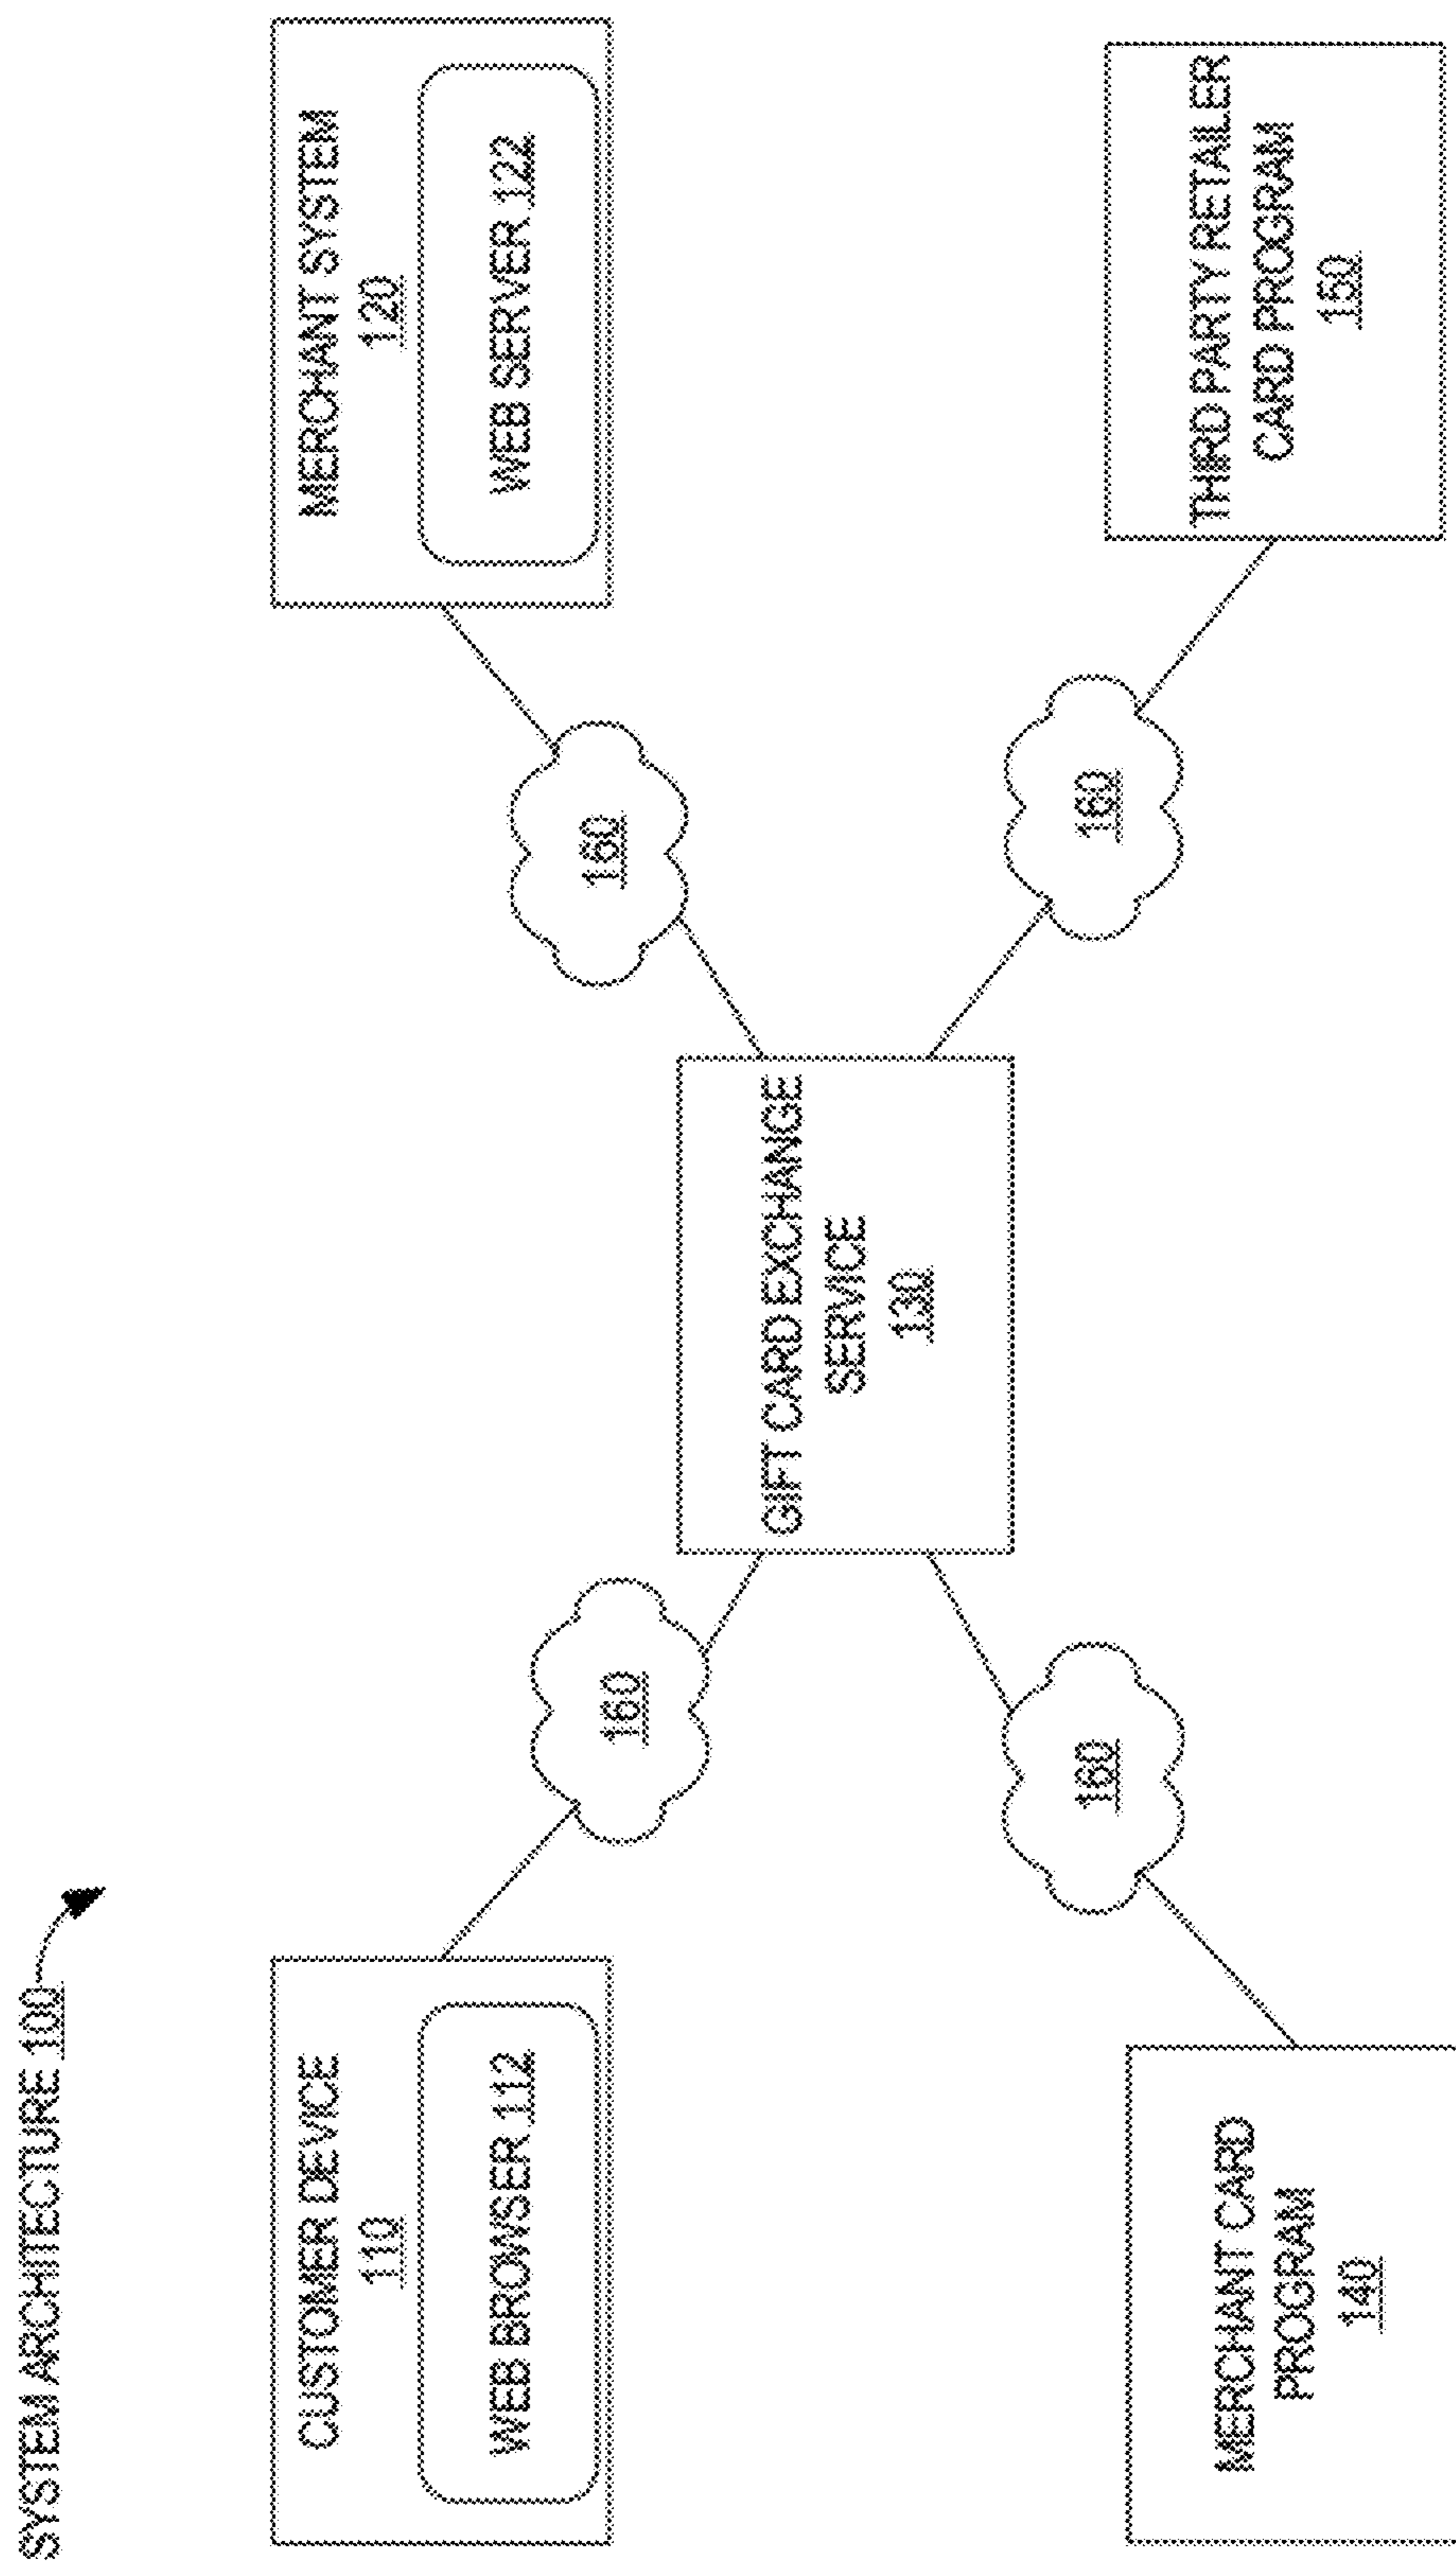 SYSTEM ARCHITECTURE 100
CUSTOMER DEVICE
110
WEB BROWSER 112
MERCHANT SYSTEM
120
WEB SERVER 122
160
160
GIFT CARD EXCHANGE
SERVICE
130
160
160
MERCHANT CARD
PROGRAM
140
THIRD PARTY RETAILER
CARD PROGRAM
150